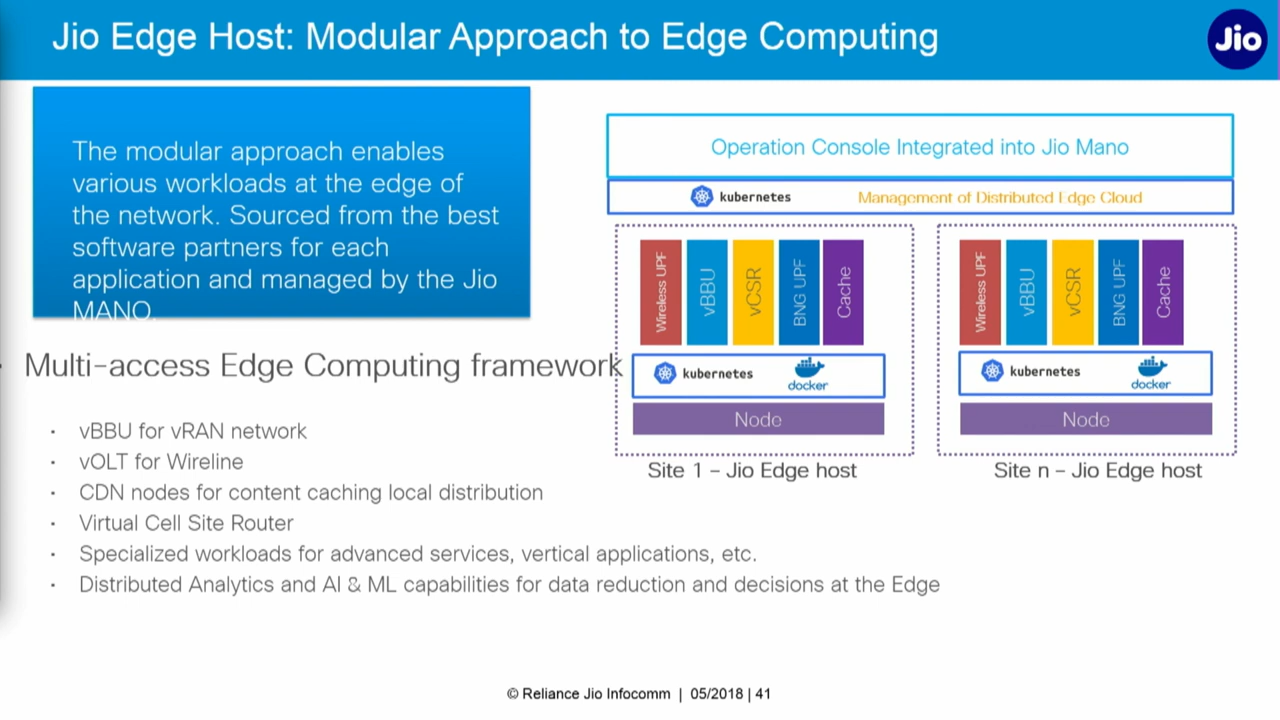 Jio Edge Host: Modular Approach to Edge Computing
Jio
The modular approach enables
various workloads at the edge of
the network. Sourced from the best
software partners for each
application and managed by the Jio
MANO.
Multi-access Edge Computing framework
· vBBU for vRAN network
· vOLT for Wireline
· CDN nodes for content caching local distribution
· Virtual Cell Site Router
· Specialized workloads for advanced services, vertical applications, etc.
· Distributed Analytics and AI & ML capabilities for data reduction and decisions at the Edge
Operation Console Integrated into Jio Mano
kubernetes Management of Distributed Edge Cloud
Wireless UPF
vBBU
vCSR
BNG UPF
Cache
kubernetes docker
Node
Site 1 – Jio Edge host
Wireless UPF
vBBU
vCSR
BNG UPF
Cache
kubernetes docker
Node
Site n – Jio Edge host
© Reliance Jio Infocomm | 05/2018 | 41